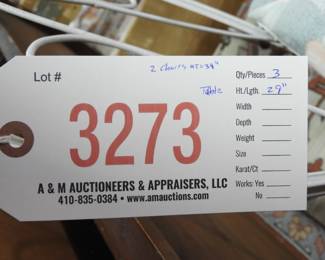 2 chairs HT=38"
Lot #
Qty/Pieces 3
Table
Ht./Lgth. 29"
Width
3273
Depth
Weight
Size
Karat/Ct
A & M AUCTIONEERS & APPRAISERS, LLC
Works: Yes
410-835-0384 • www.amauctions.com
No